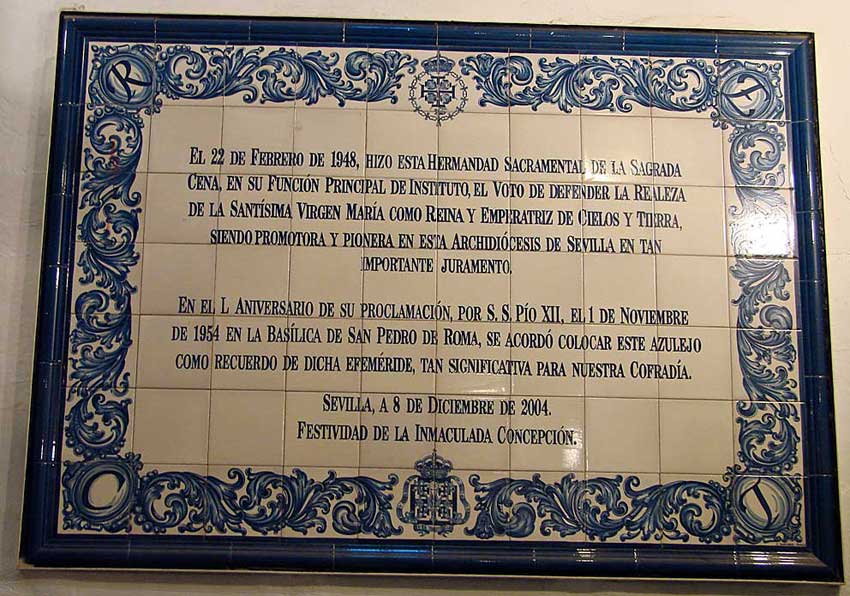 EL 22 DE FEBRERO DE 1948, HIZO ESTA HERMANDAD SACRAMENTAL DE LA SAGRADA
CENA, EN SU FUNCIÓN PRINCIPAL DE INSTITUTO, EL VOTO DE DEFENDER LA REALEZA
DE LA SANTÍSIMA VIRGEN MARÍA COMO REINA Y EMPERATRIZ DE CIELOS Y TIERRA,
SIENDO PROMOTORA Y PIONERA EN ESTA ARCHIDIÓCESIS DE SEVILLA EN TAN
IMPORTANTE JURAMENTO.
EN EL L ANIVERSARIO DE SU PROCLAMACIÓN, POR S. S. PÍO XII, EL 1 DE NOVIEMBRE
DE 1954 EN LA BASÍLICA DE SAN PEDRO DE ROMA, SE ACORDÓ COLOCAR ESTE AZULEJO
COMO RECUERDO DE DICHA EFEMÉRIDE, TAN SIGNIFICATIVA PARA NUESTRA COFRADÍA.
SEVILLA, A 8 DE DICIEMBRE DE 2004.
FESTIVIDAD DE LA INMACULADA CONCEPCIÓN.